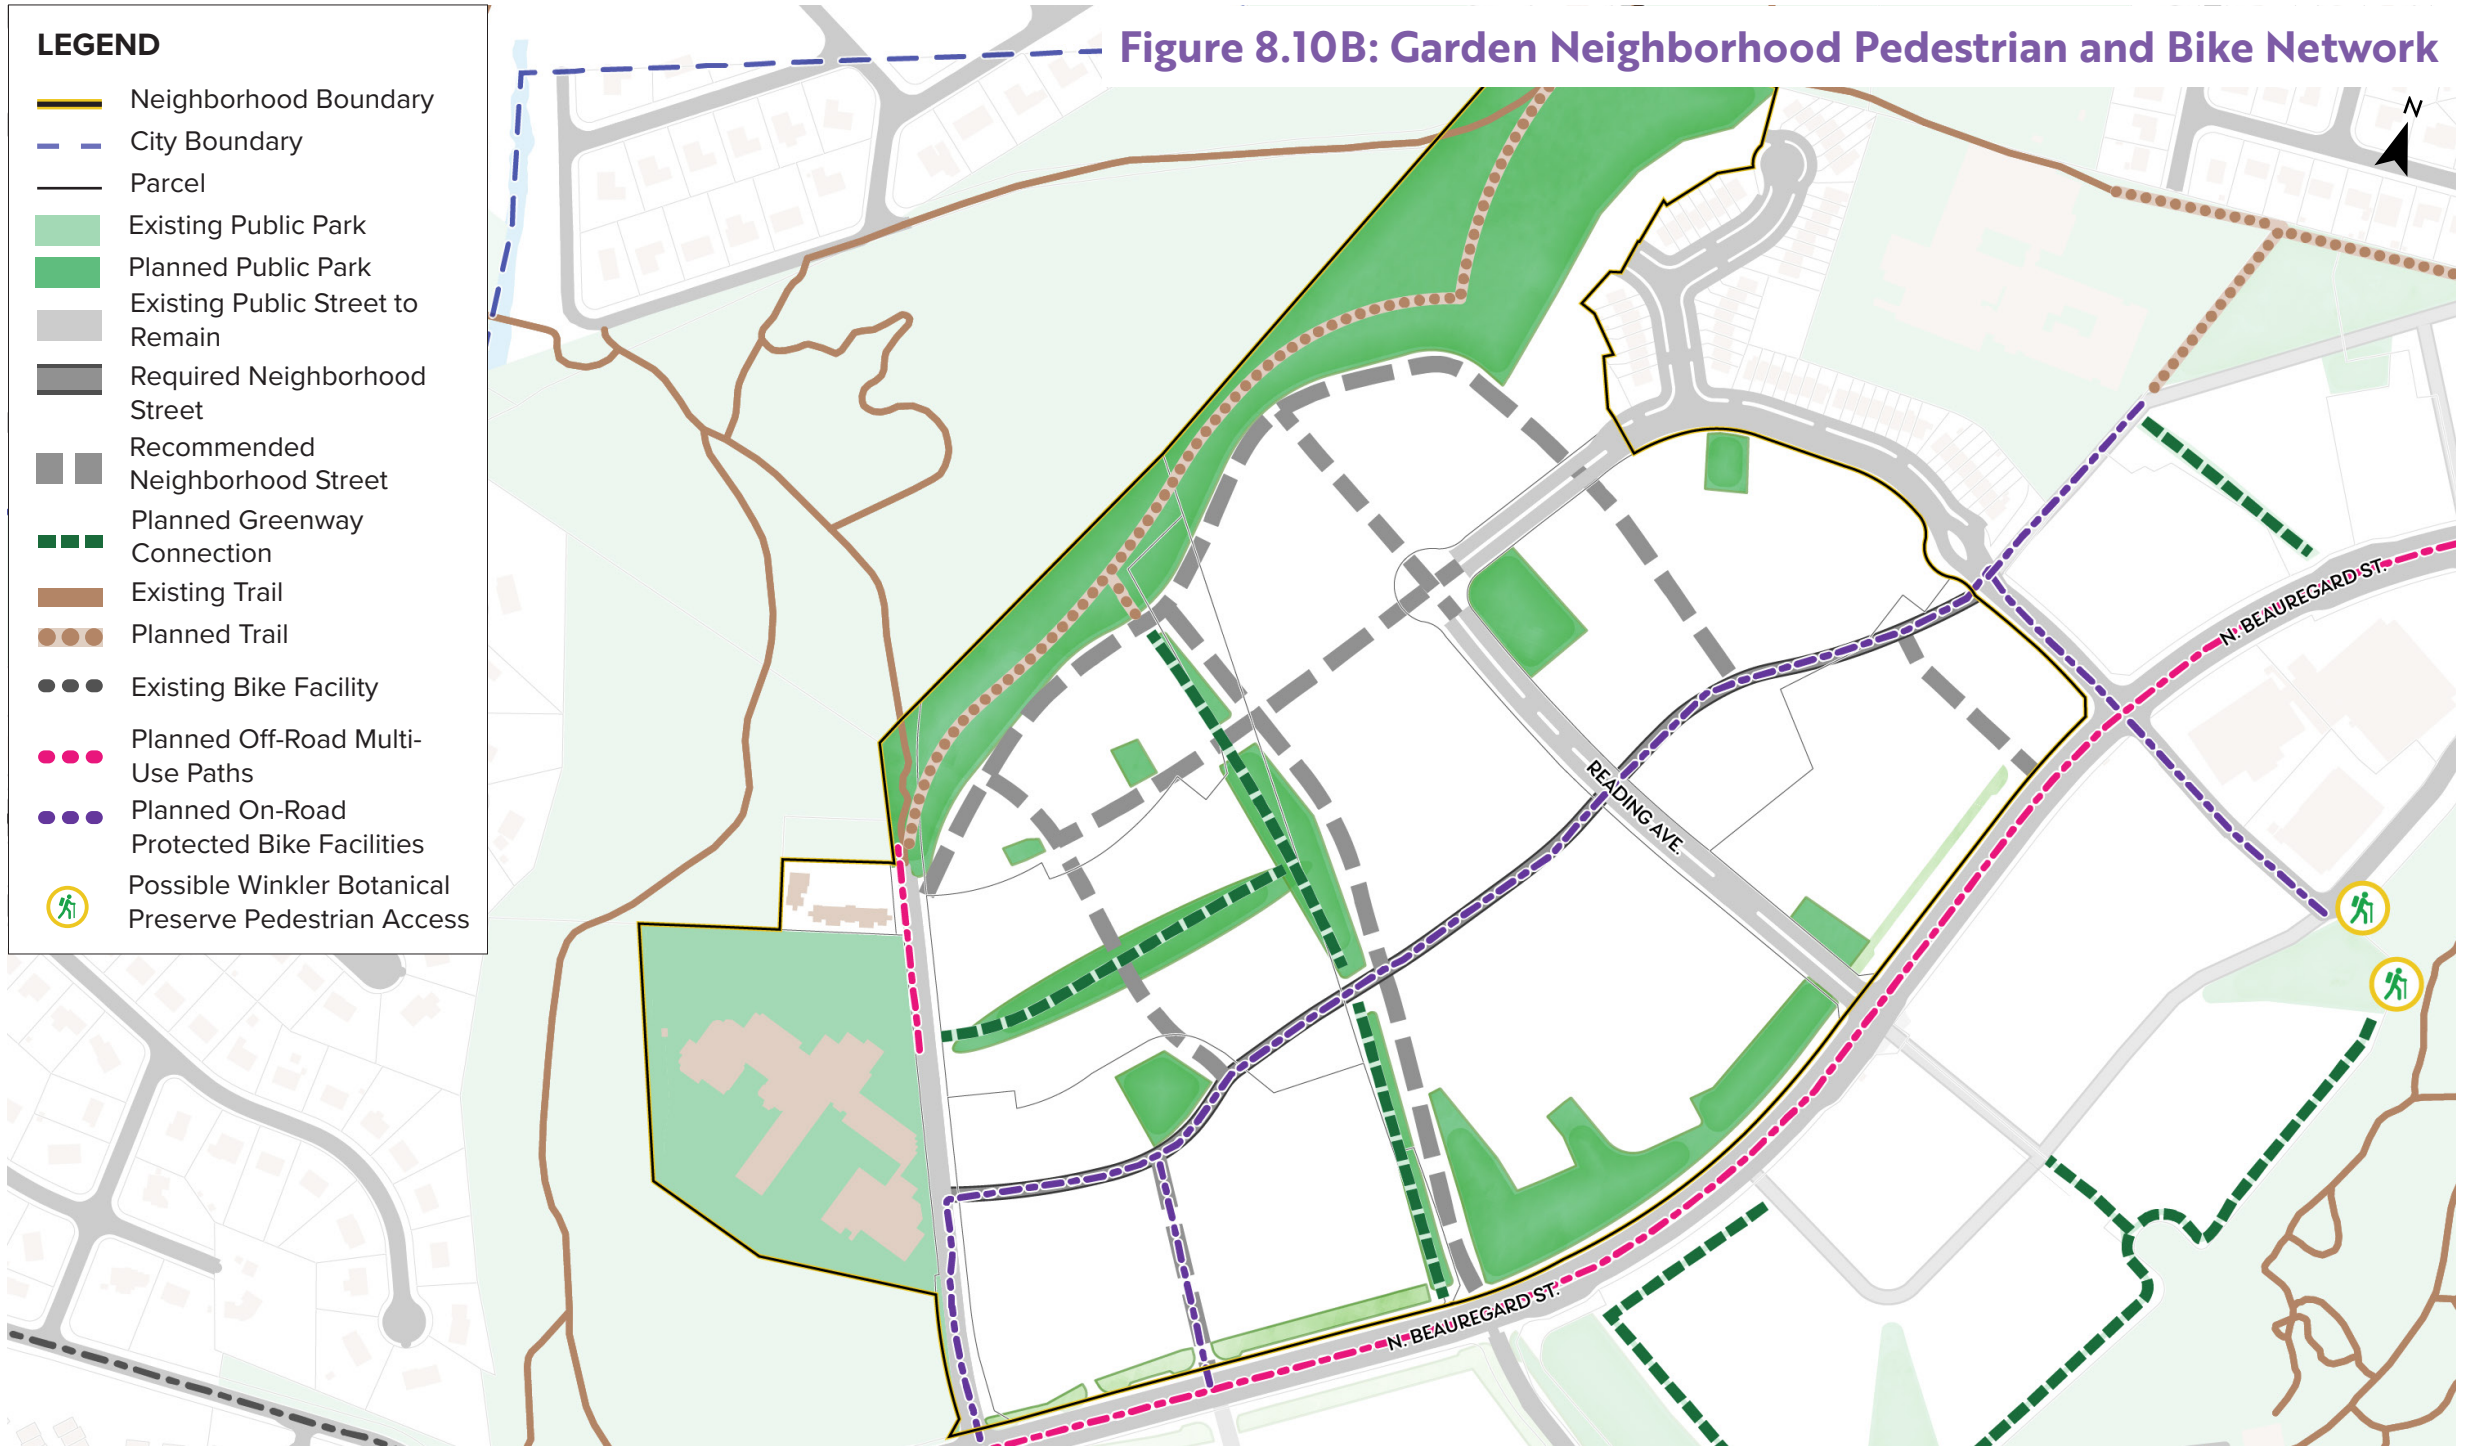 Figure 8.10B: Garden Neighborhood Pedestrian and Bike Network
LEGEND
Neighborhood Boundary
City Boundary
Parcel
Existing Public Park
Planned Public Park
Existing Public Street to
Remain
Required Neighborhood
Street
Recommended
Neighborhood Street
Planned Greenway
Connection
Existing Trail
Planned Trail
Existing Bike Facility
Planned Off-Road Multi-
Use Paths
Planned On-Road
Protected Bike Facilities
Possible Winkler Botanical
Preserve Pedestrian Access
N
N. BEAUREGARD ST.
READING AVE.
N. BEAUREGARD ST.